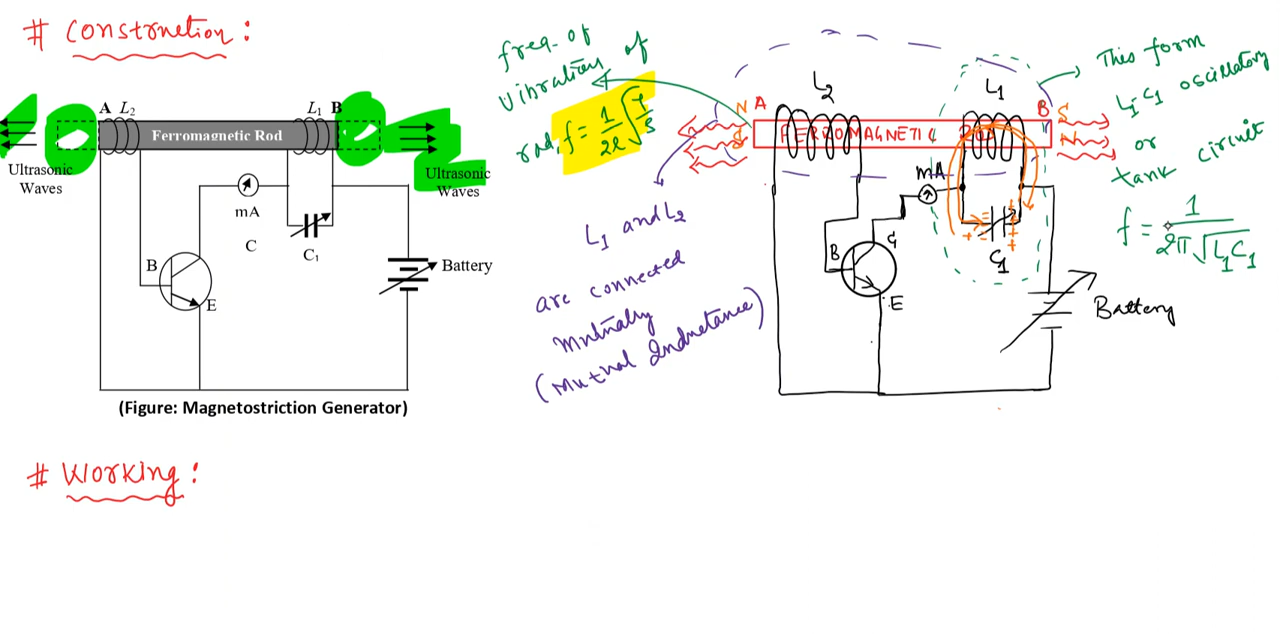 # Construction:
A L₂
L₁ B
Ferromagnetic Rod
Ultrasonic
Waves
Ultrasonic
Waves
mA
C
C₁
B
E
Battery
(Figure: Magnetostriction Generator)
# Working:
freq. of
vibration of
rod, f = 1/2l √Y/ρ
L₁ and L₂
are connected
mutually
(Mutual Inductance)
N A
S
L₂
L₁
B S
N
FERROMAGNETIC ROD
mA
C₁
B
C
E
Battery
This form
L₁C₁ oscillatory
or
tank circuit
f = 1/2π√L₁C₁